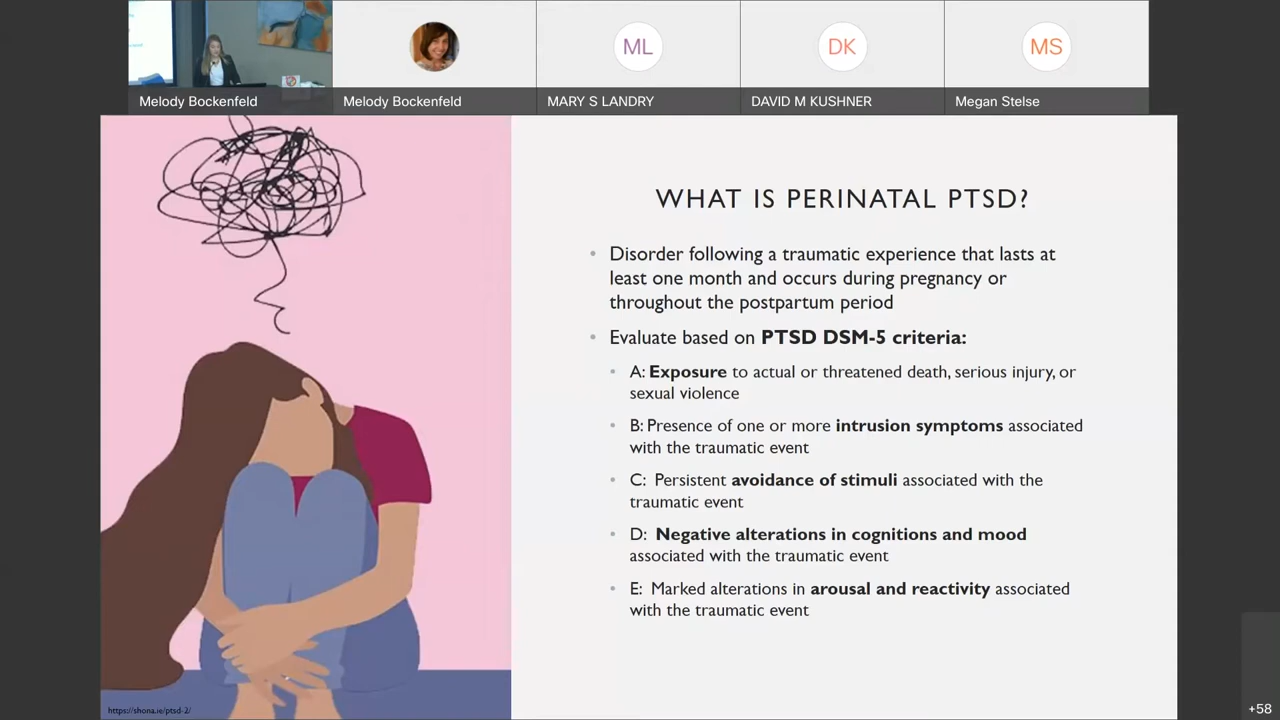 Melody Bockenfeld
Melody Bockenfeld
ML
MARY S LANDRY
DK
DAVID M KUSHNER
MS
Megan Stelse
WHAT IS PERINATAL PTSD?
• Disorder following a traumatic experience that lasts at
least one month and occurs during pregnancy or
throughout the postpartum period
• Evaluate based on PTSD DSM-5 criteria:
• A: Exposure to actual or threatened death, serious injury, or
sexual violence
• B: Presence of one or more intrusion symptoms associated
with the traumatic event
• C: Persistent avoidance of stimuli associated with the
traumatic event
• D: Negative alterations in cognitions and mood
associated with the traumatic event
• E: Marked alterations in arousal and reactivity associated
with the traumatic event
https://shona.ie/ptsd-2/
+58